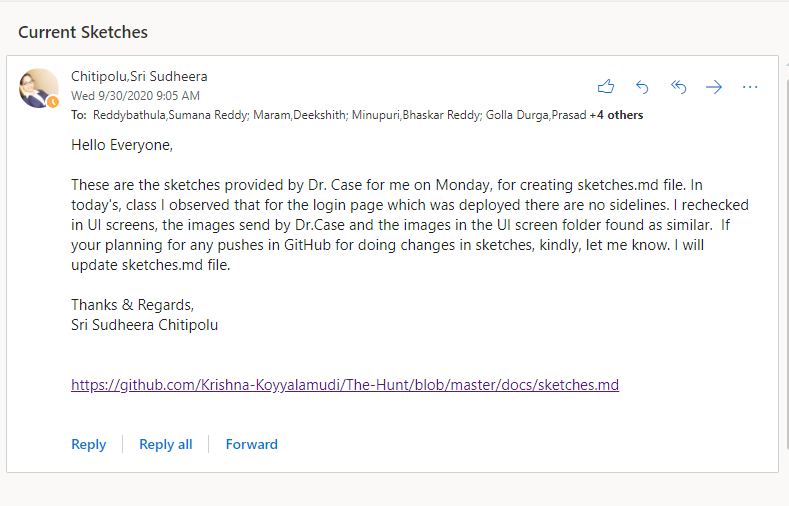 Current Sketches
Chitipolu,Sri Sudheera
Wed 9/30/2020 9:05 AM
To: Reddybathula,Sumana Reddy; Maram,Deekshith; Minupuri,Bhaskar Reddy; Golla Durga,Prasad +4 others
Hello Everyone,
These are the sketches provided by Dr. Case for me on Monday, for creating sketches.md file. In
today's, class I observed that for the login page which was deployed there are no sidelines. I rechecked
in UI screens, the images send by Dr.Case and the images in the UI screen folder found as similar.  If
your planning for any pushes in GitHub for doing changes in sketches, kindly, let me know. I will
update sketches.md file.
Thanks & Regards,
Sri Sudheera Chitipolu
https://github.com/Krishna-Koyyalamudi/The-Hunt/blob/master/docs/sketches.md
Reply Reply all Forward